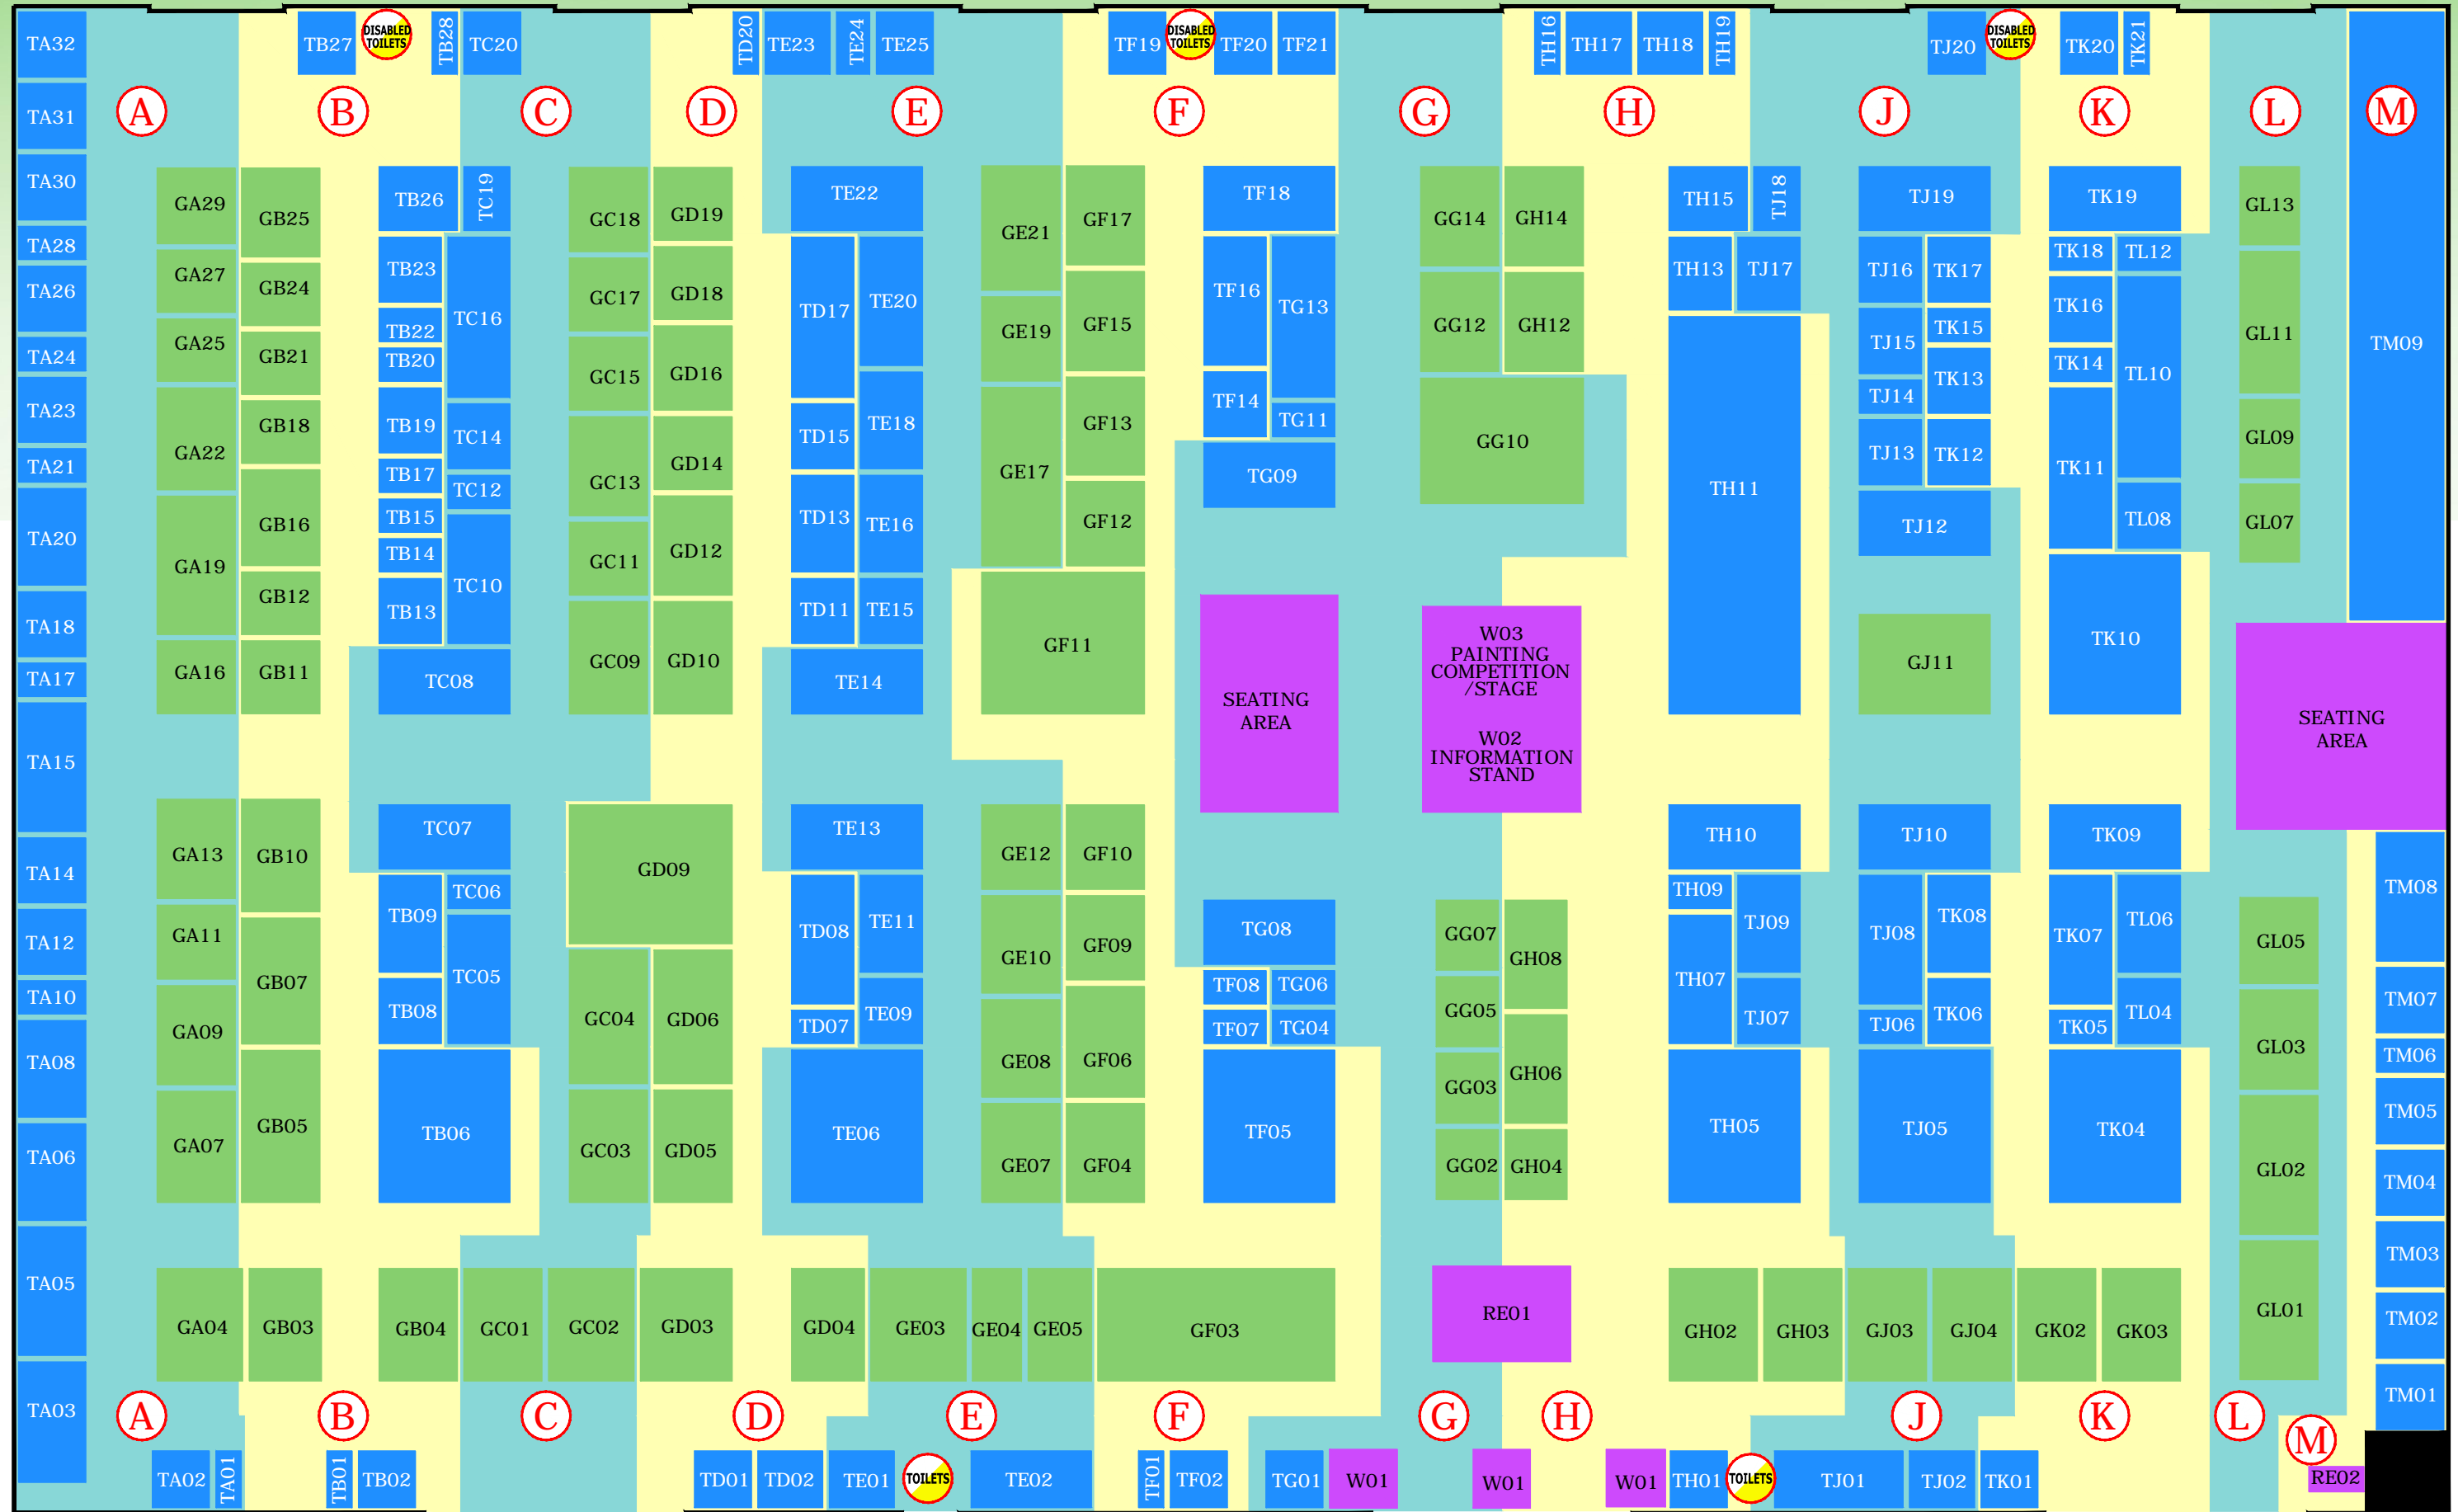 TA32
TB27
DISABLED
TOILETS
TB28
TC20
TD20
TE23
TE24
TE25
TF19
DISABLED
TOILETS
TF20
TF21
TH16
TH17
TH18
TH19
TJ20
DISABLED
TOILETS
TK20
TK21
A
B
C
D
E
F
G
H
J
K
L
M
TA31
TA30
TA28
TA26
TA24
TA23
TA21
TA20
TA18
TA17
TA15
TA14
TA12
TA10
TA08
TA06
TA05
TA03
GA29
GA27
GA25
GA22
GA19
GA16
GB25
GB24
GB21
GB18
GB16
GB12
GB11
TB26
TC19
TB23
TB22
TB20
TB19
TB17
TB15
TB14
TB13
TC16
TC14
TC12
TC10
TC08
GC18
GC17
GC15
GC13
GC11
GC09
GD19
GD18
GD16
GD14
GD12
GD10
TE22
TD17
TD15
TD13
TD11
TE20
TE18
TE16
TE15
TE14
GE21
GE19
GE17
GF17
GF15
GF13
GF12
GF11
TF18
TF16
TF14
TG13
TG11
TG09
SEATING
AREA
GG14
GG12
GH14
GH12
GG10
W03
PAINTING
COMPETITION
/STAGE
W02
INFORMATION
STAND
TH15
TJ18
TH13
TJ17
TH11
TJ19
TJ16
TJ15
TJ14
TJ13
TK17
TK15
TK13
TK12
TJ12
GJ11
TK19
TK18
TK16
TK14
TK11
TL12
TL10
TL08
TK10
GL13
GL11
GL09
GL07
TM09
SEATING
AREA
GA13
GA11
GA09
GA07
GB10
GB07
GB05
TC07
TB09
TB08
TC06
TC05
TB06
GD09
GC04
GC03
GD06
GD05
TE13
TD08
TD07
TE11
TE09
TE06
GE12
GE10
GE08
GE07
GF10
GF09
GF06
GF04
TG08
TF08
TF07
TG06
TG04
TF05
GG07
GG05
GG03
GG02
GH08
GH06
GH04
TH10
TH09
TH07
TJ09
TJ07
TH05
TJ10
TJ08
TJ06
TK08
TK06
TJ05
TK09
TK07
TK05
TL06
TL04
TK04
GL05
GL03
GL02
GL01
TM08
TM07
TM06
TM05
TM04
TM03
TM02
TM01
GA04
GB03
GB04
GC01
GC02
GD03
GD04
GE03
GE04
GE05
GF03
RE01
GH02
GH03
GJ03
GJ04
GK02
GK03
A
B
C
D
E
F
G
H
J
K
L
M
TA02
TA01
TB01
TB02
TD01
TD02
TE01
TOILETS
TE02
TF01
TF02
TG01
W01
W01
W01
TH01
TOILETS
TJ01
TJ02
TK01
RE02